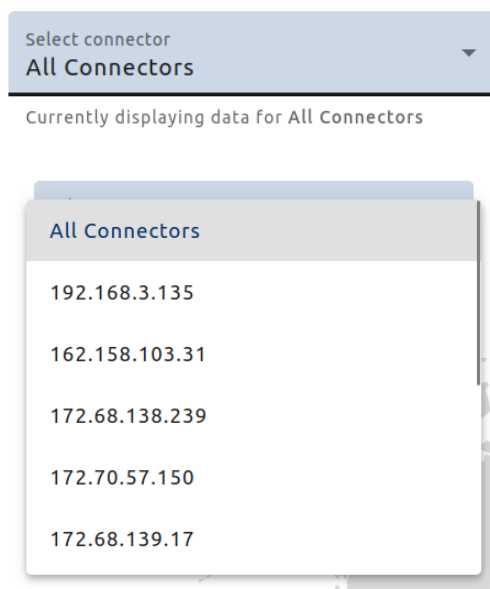 Select connector
All Connectors
Currently displaying data for All Connectors
All Connectors
192.168.3.135
162.158.103.31
172.68.138.239
172.70.57.150
172.68.139.17